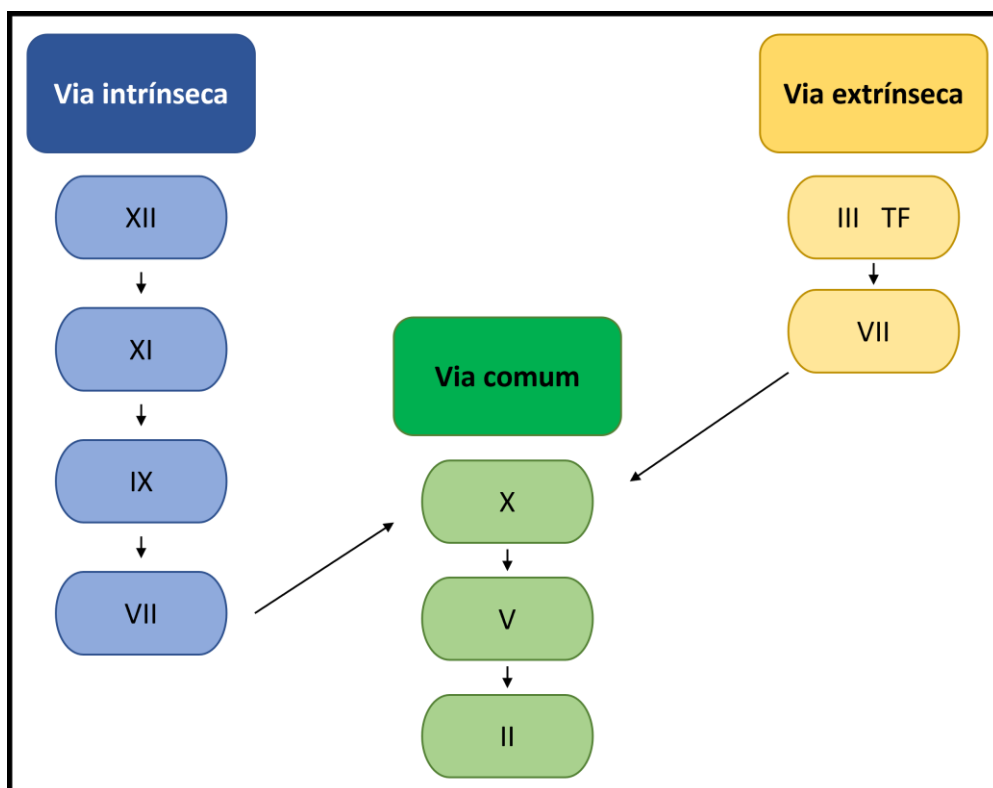 Via intrínseca
XII
XI
IX
VII
Via extrínseca
III TF
VII
Via comum
X
V
II